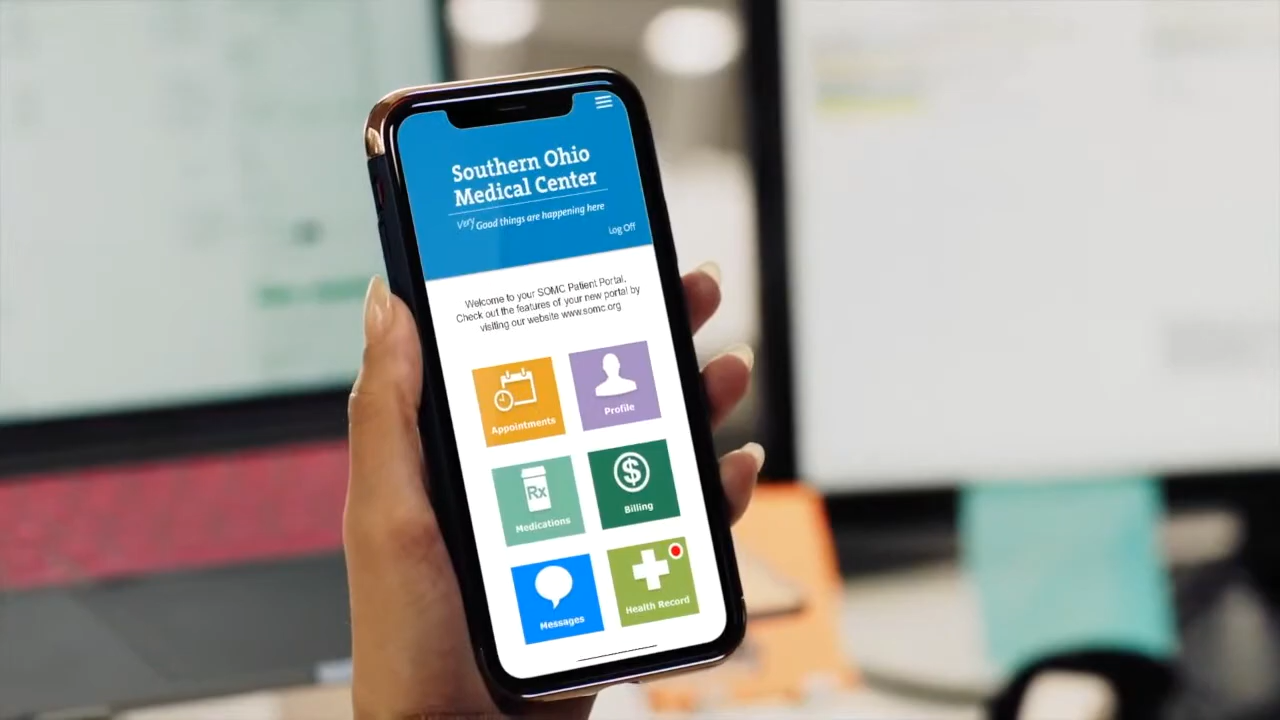 Southern Ohio
Medical Center
Very Good things are happening here
Log Off
Welcome to your SOMC Patient Portal.
Check out the features of your new portal by
visiting our website www.somc.org
Appointments
Profile
Rx
Medications
$
Billing
Messages
Health Record